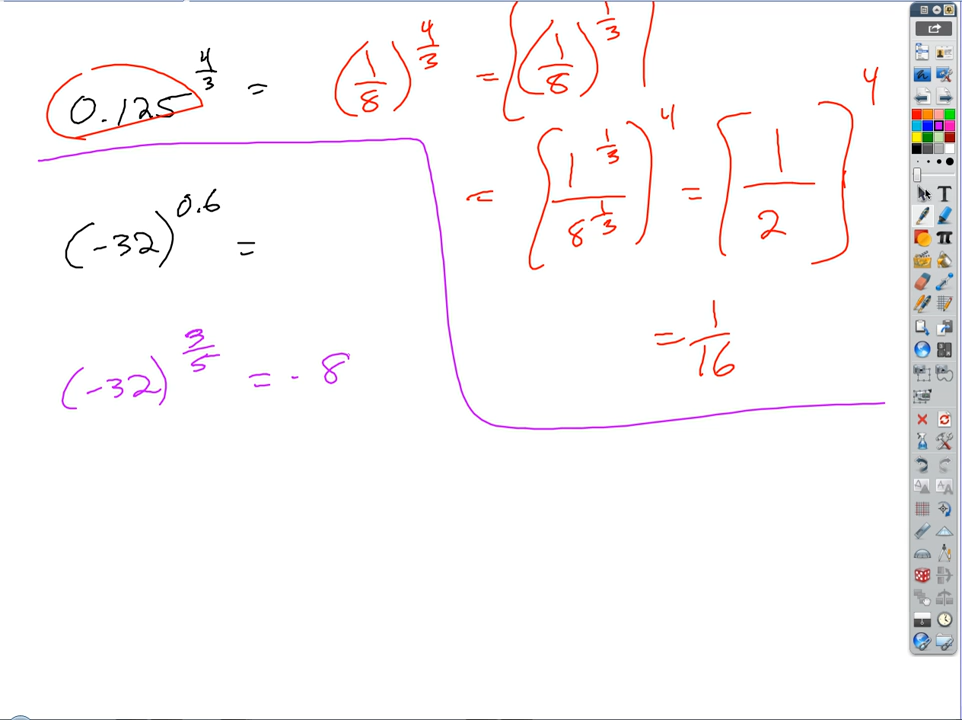 0.125^(4/3) = (1/8)^(4/3) = [(1/8)^(1/3)]
= [1^(1/3)/8^(1/3)]^4 = [1/2]^4
= 1/16
(-32)^0.6 =
(-32)^(3/5) = - 8